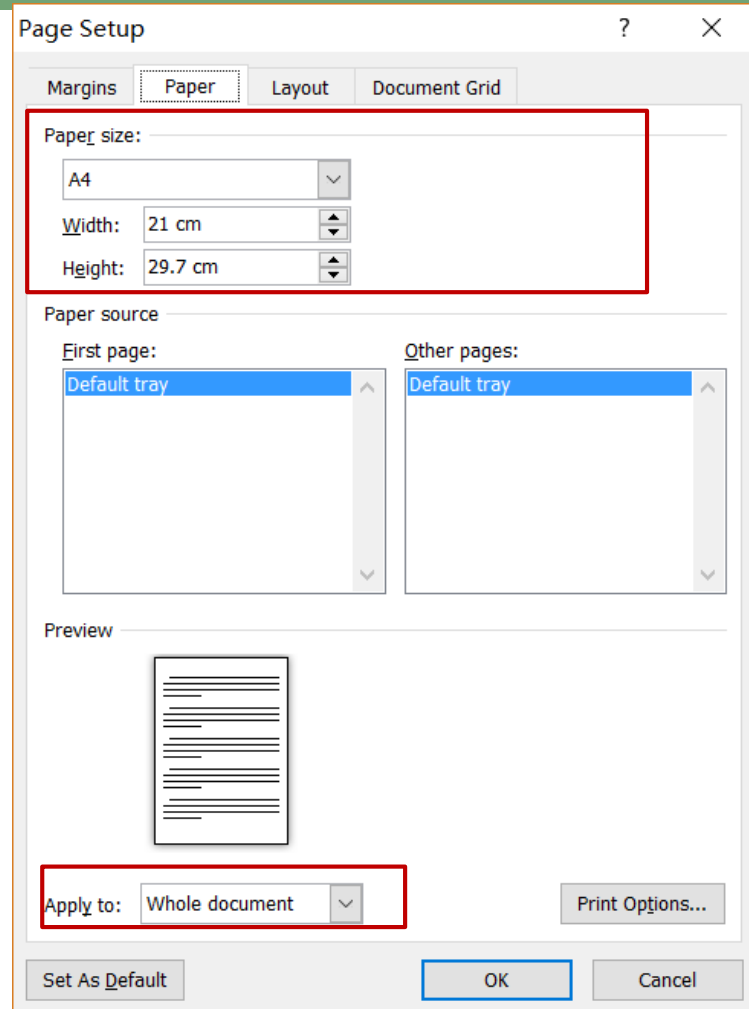 Page Setup ?
Margins Paper Layout Document Grid
Paper size:
A4
Width: 21 cm
Height: 29.7 cm
Paper source
First page: Other pages:
Default tray Default tray
Preview
Apply to: Whole document Print Options...
Set As Default OK Cancel